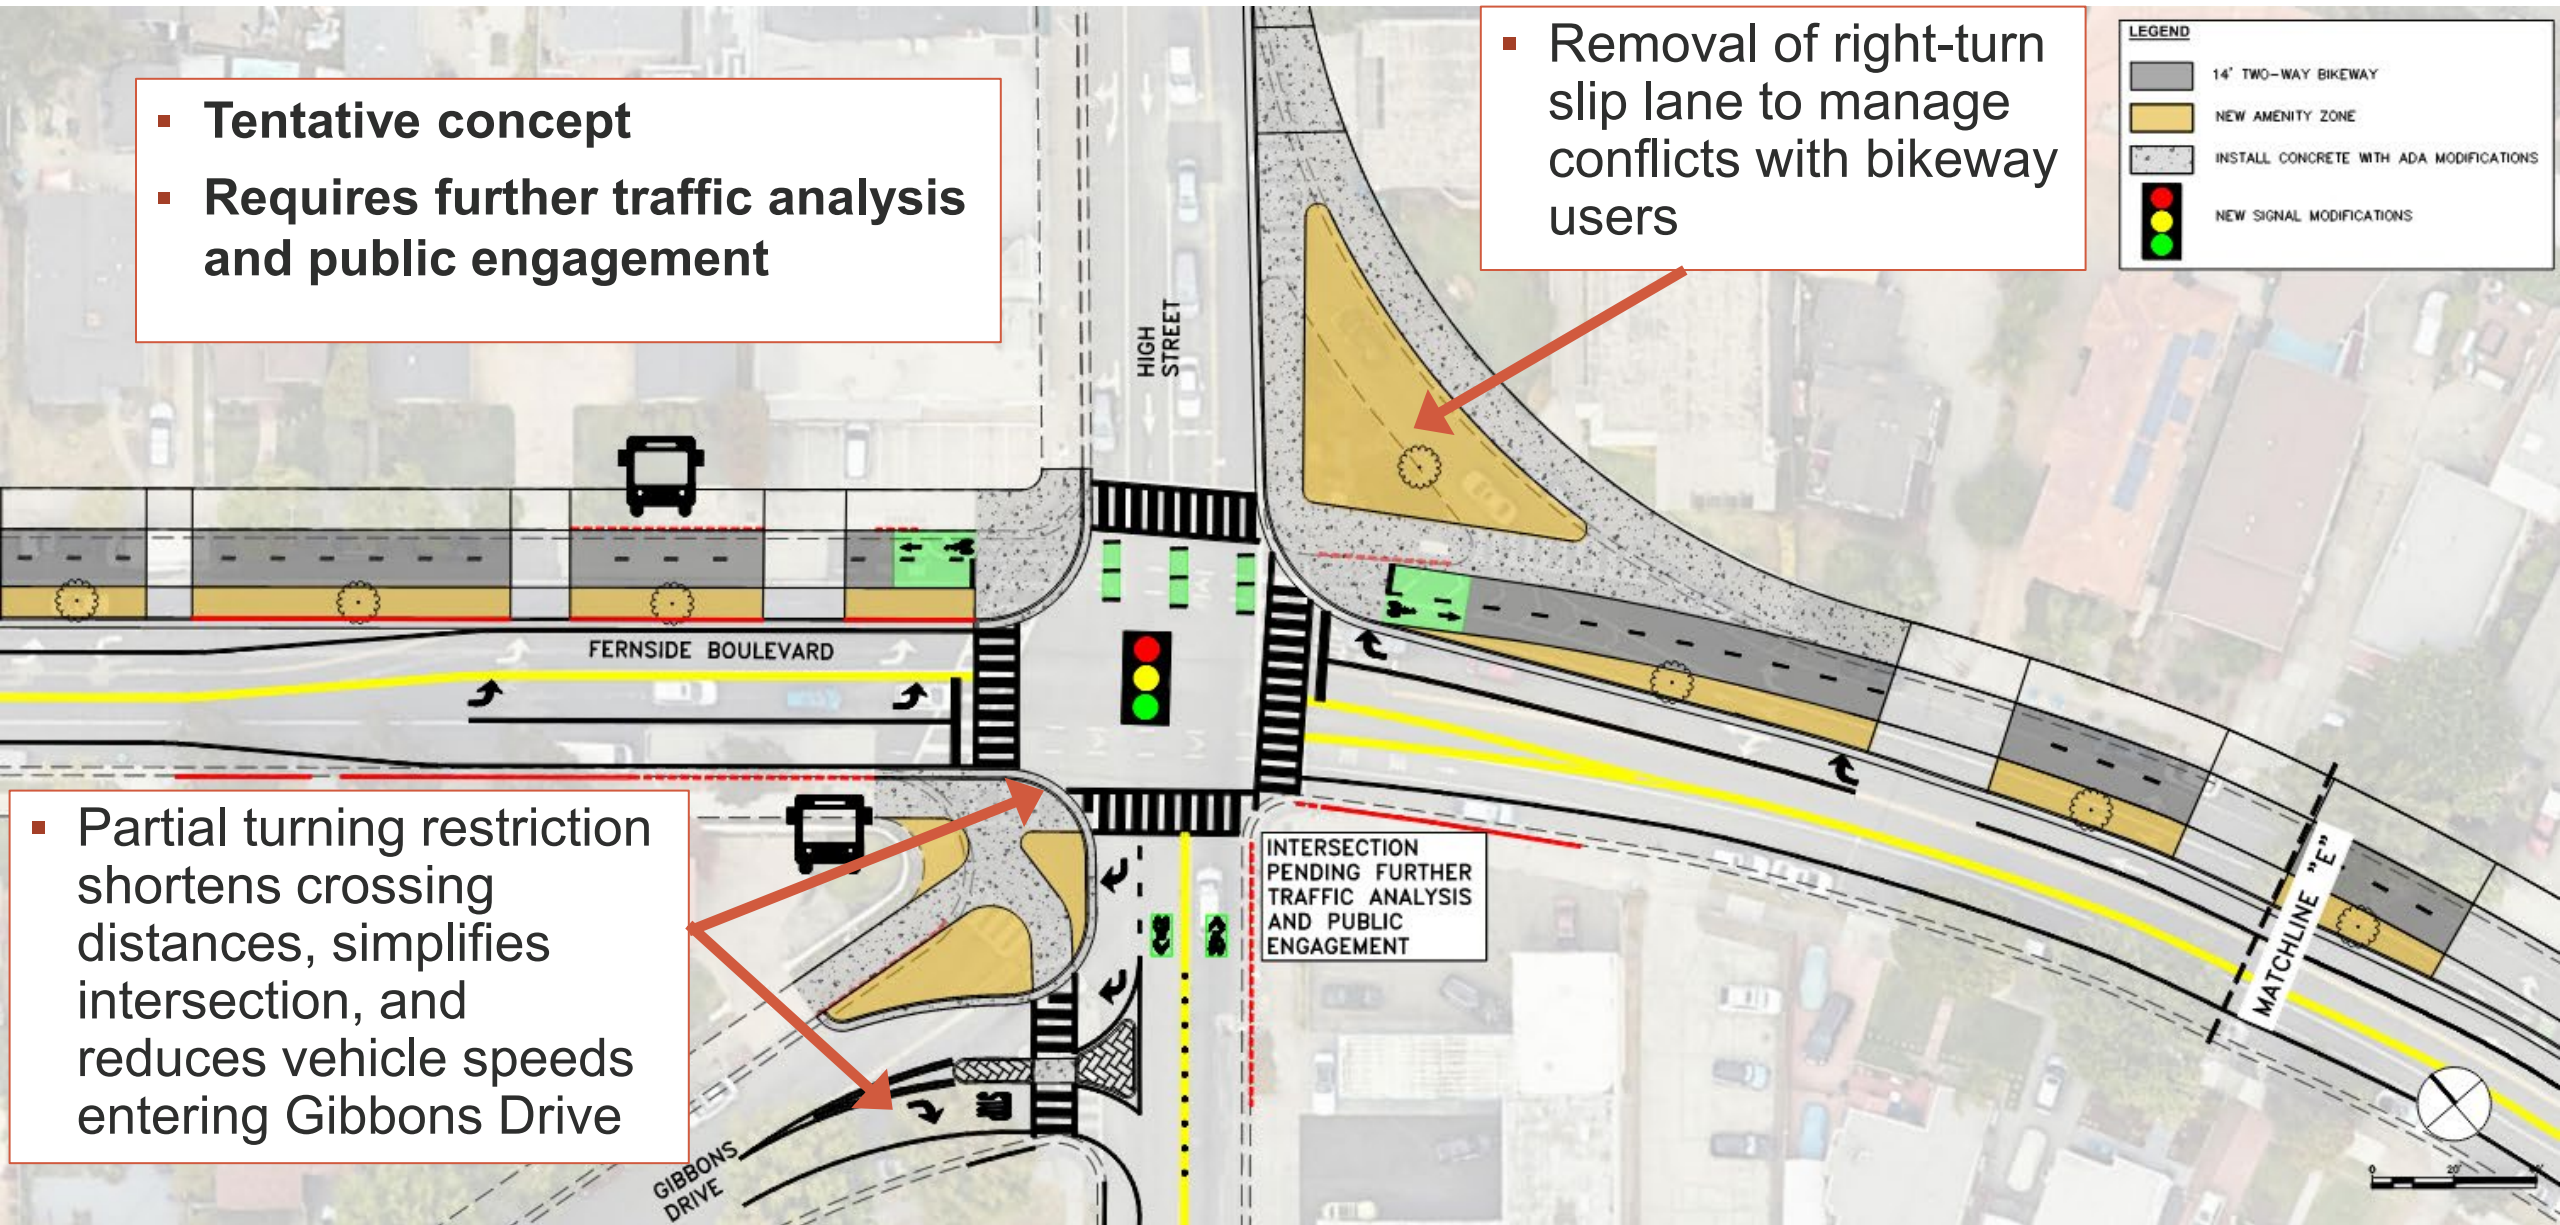 ▪ Tentative concept
▪ Requires further traffic analysis
and public engagement
▪ Removal of right-turn
slip lane to manage
conflicts with bikeway
users
LEGEND
14' TWO-WAY BIKEWAY
NEW AMENITY ZONE
INSTALL CONCRETE WITH ADA MODIFICATIONS
NEW SIGNAL MODIFICATIONS
HIGH
STREET
FERNSIDE BOULEVARD
▪ Partial turning restriction
shortens crossing
distances, simplifies
intersection, and
reduces vehicle speeds
entering Gibbons Drive
INTERSECTION
PENDING FURTHER
TRAFFIC ANALYSIS
AND PUBLIC
ENGAGEMENT
MATCHLINE "E"
GIBBONS
DRIVE
0 20'